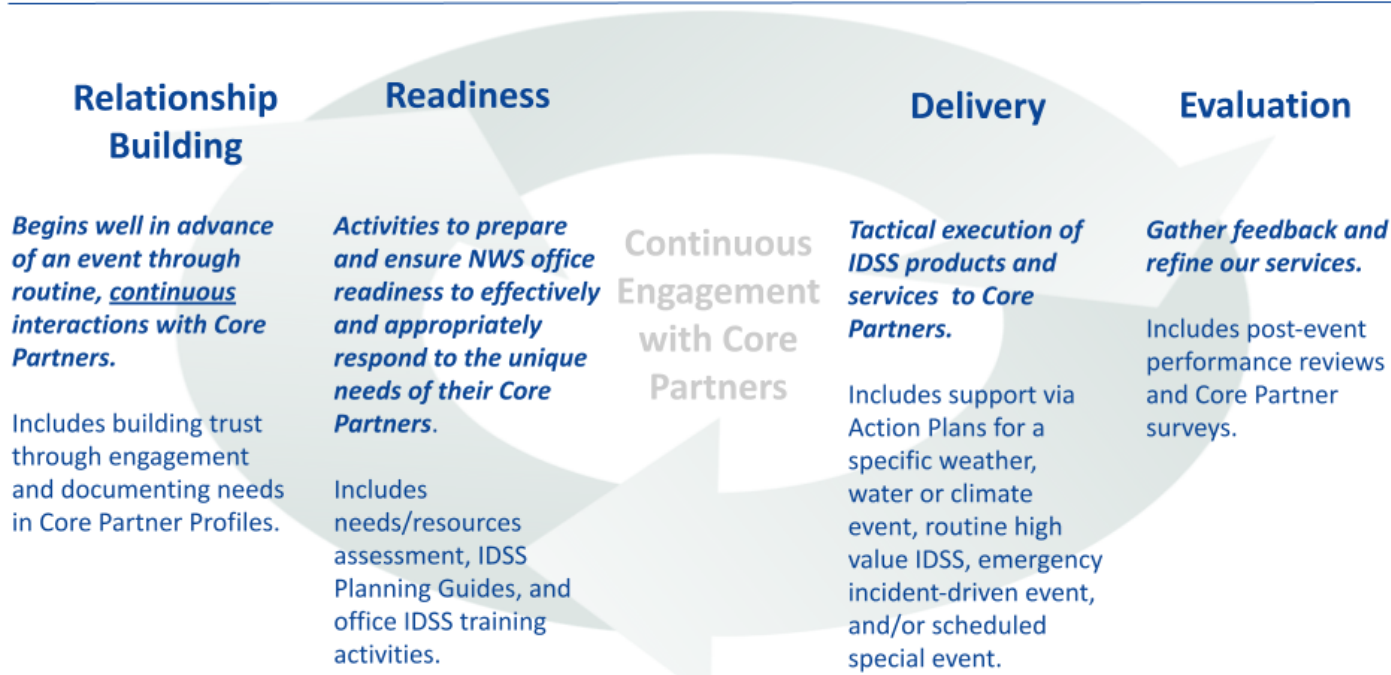 Relationship
Building
Begins well in advance
of an event through
routine, continuous
interactions with Core
Partners.
Includes building trust
through engagement
and documenting needs
in Core Partner Profiles.
Readiness
Activities to prepare
and ensure NWS office
readiness to effectively
and appropriately
respond to the unique
needs of their Core
Partners.
Includes
needs/resources
assessment, IDSS
Planning Guides, and
office IDSS training
activities.
Continuous
Engagement
with Core
Partners
Delivery
Tactical execution of
IDSS products and
services to Core
Partners.
Includes support via
Action Plans for a
specific weather,
water or climate
event, routine high
value IDSS, emergency
incident-driven event,
and/or scheduled
special event.
Evaluation
Gather feedback and
refine our services.
Includes post-event
performance reviews
and Core Partner
surveys.